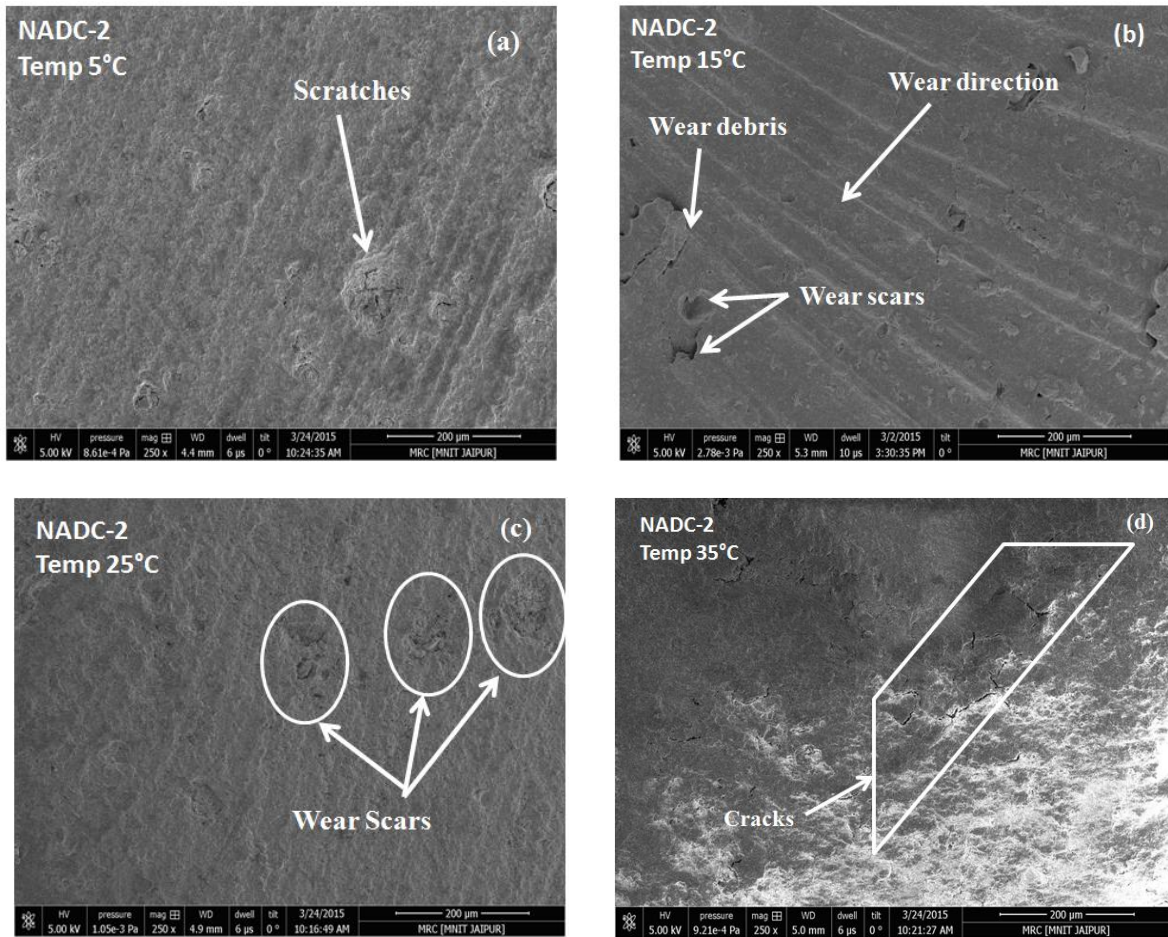 NADC-2
Temp 5°C
(a)
Scratches
HV pressure mag WD dwell tilt 3/24/2015 200 µm
5.00 kV 8.61e-4 Pa 250 x 4.4 mm 6 µs 0 ° 10:24:35 AM MRC [MNIT JAIPUR]
NADC-2
Temp 15°C
(b)
Wear direction
Wear debris
Wear scars
HV pressure mag WD dwell tilt 3/2/2015 200 µm
5.00 kV 2.78e-3 Pa 250 x 5.3 mm 10 µs 0 ° 3:30:35 PM MRC [MNIT JAIPUR]
NADC-2
Temp 25°C
(c)
Wear Scars
HV pressure mag WD dwell tilt 3/24/2015 200 µm
5.00 kV 1.05e-3 Pa 250 x 4.9 mm 6 µs 0 ° 10:16:49 AM MRC [MNIT JAIPUR]
NADC-2
Temp 35°C
(d)
Cracks
HV pressure mag WD dwell tilt 3/24/2015 200 µm
5.00 kV 9.21e-4 Pa 250 x 5.0 mm 6 µs 0 ° 10:21:27 AM MRC [MNIT JAIPUR]